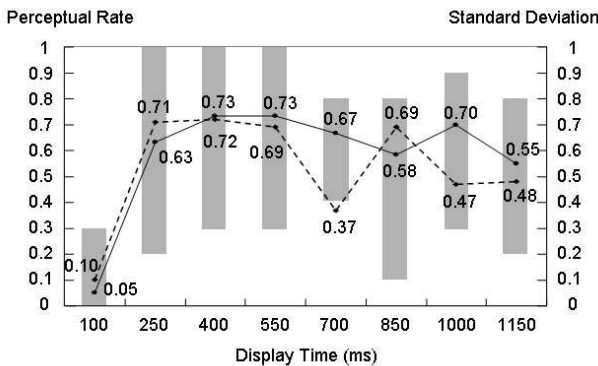 Perceptual Rate Standard Deviation
1 1
0.9 0.9
0.8 0.8
0.71 0.73 0.73 0.67 0.69 0.70
0.7 0.7
0.6 0.63 0.72 0.69 0.58 0.55 0.6
0.5 0.5
0.4 0.37 0.47 0.48 0.4
0.3 0.3
0.2 0.2
0.10
0.1 0.05 0.1
0 0
100 250 400 550 700 850 1000 1150
Display Time (ms)